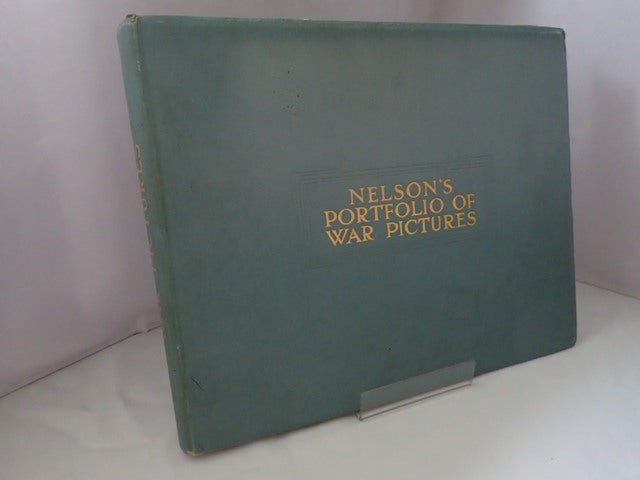 NELSON'S
PORTFOLIO OF
WAR PICTURES